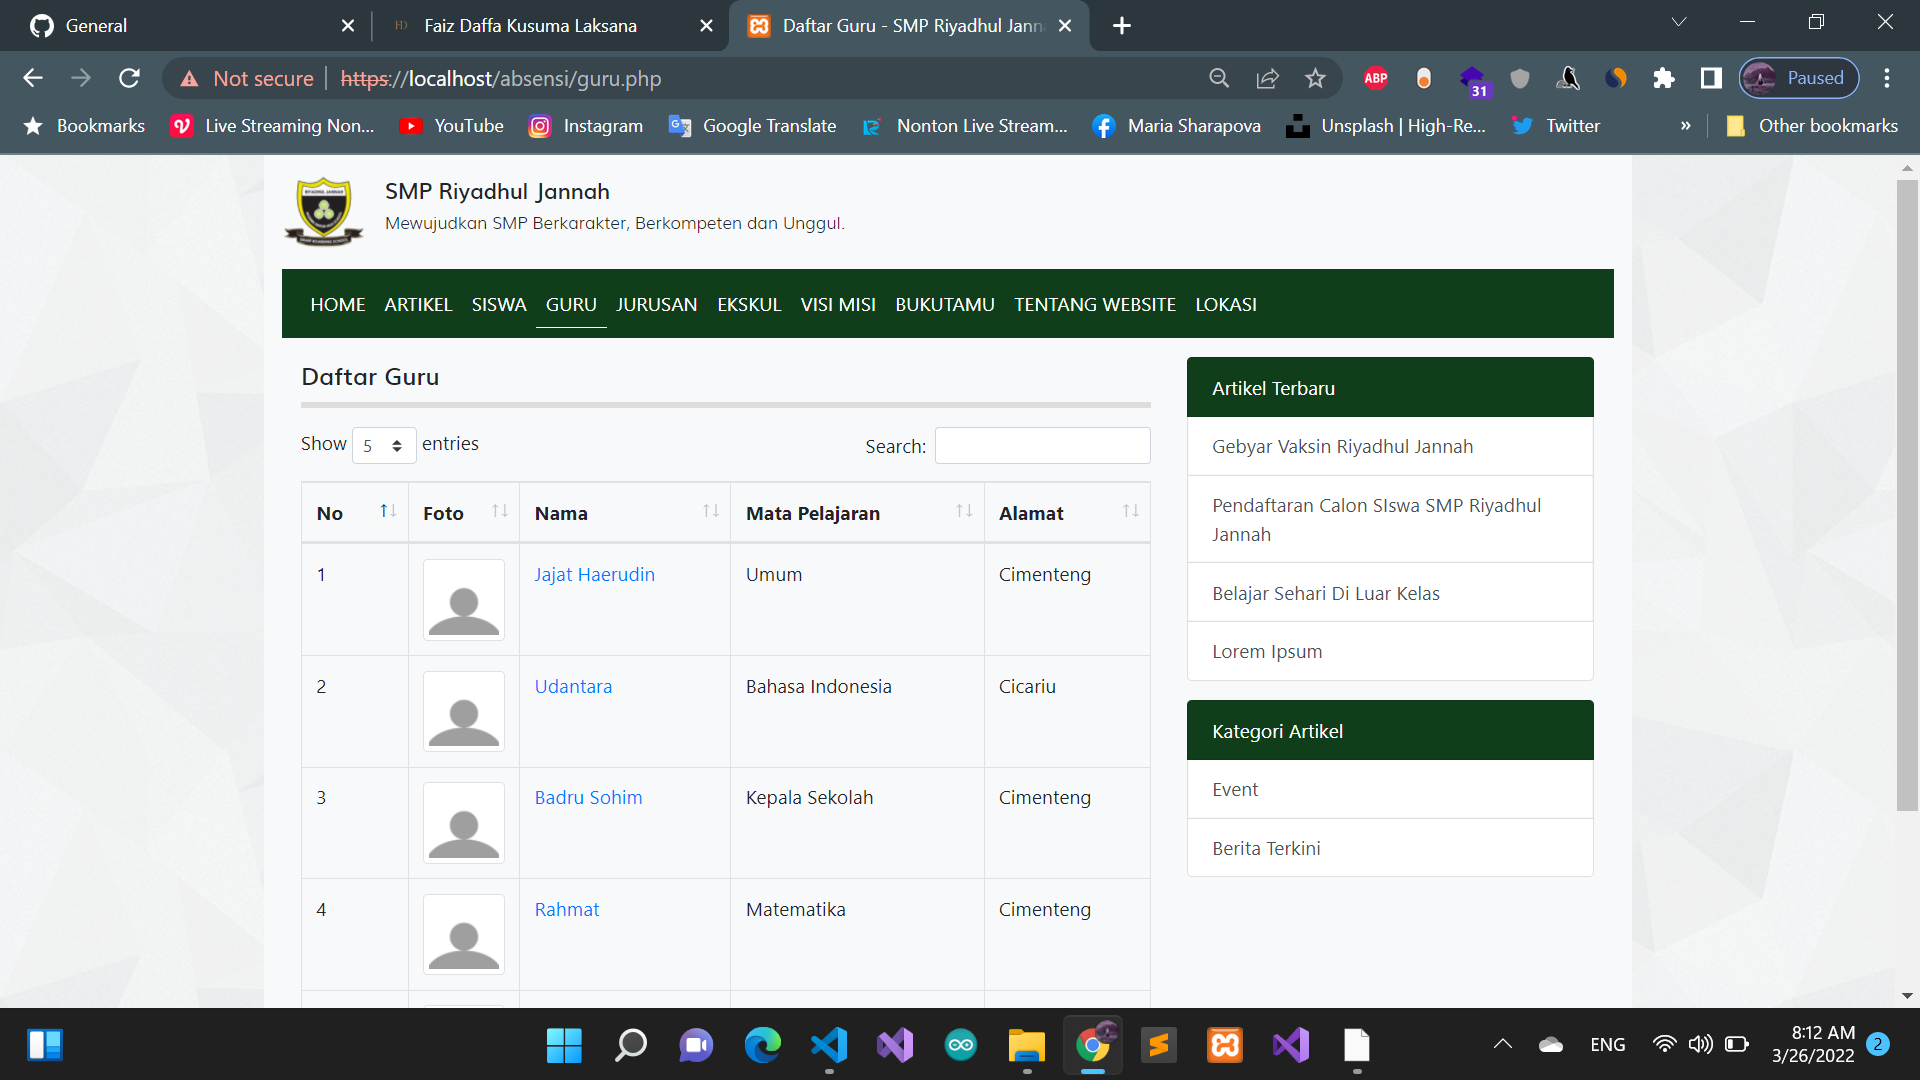 General
Faiz Daffa Kusuma Laksana
Daftar Guru - SMP Riyadhul Jann
Not secure
https://localhost/absensi/guru.php
ABP
31
Paused
Bookmarks
Live Streaming Non...
YouTube
Instagram
Google Translate
Nonton Live Stream...
Maria Sharapova
Unsplash | High-Re...
Twitter
»
Other bookmarks
SMP Riyadhul Jannah
Mewujudkan SMP Berkarakter, Berkompeten dan Unggul.
HOME ARTIKEL SISWA GURU JURUSAN EKSKUL VISI MISI BUKUTAMU TENTANG WEBSITE LOKASI
Daftar Guru
Show 5 entries
Search:
No Foto Nama Mata Pelajaran Alamat
1 Jajat Haerudin Umum Cimenteng
2 Udantara Bahasa Indonesia Cicariu
3 Badru Sohim Kepala Sekolah Cimenteng
4 Rahmat Matematika Cimenteng
Artikel Terbaru
Gebyar Vaksin Riyadhul Jannah
Pendaftaran Calon SIswa SMP Riyadhul
Jannah
Belajar Sehari Di Luar Kelas
Lorem Ipsum
Kategori Artikel
Event
Berita Terkini
ENG
8:12 AM
3/26/2022
2